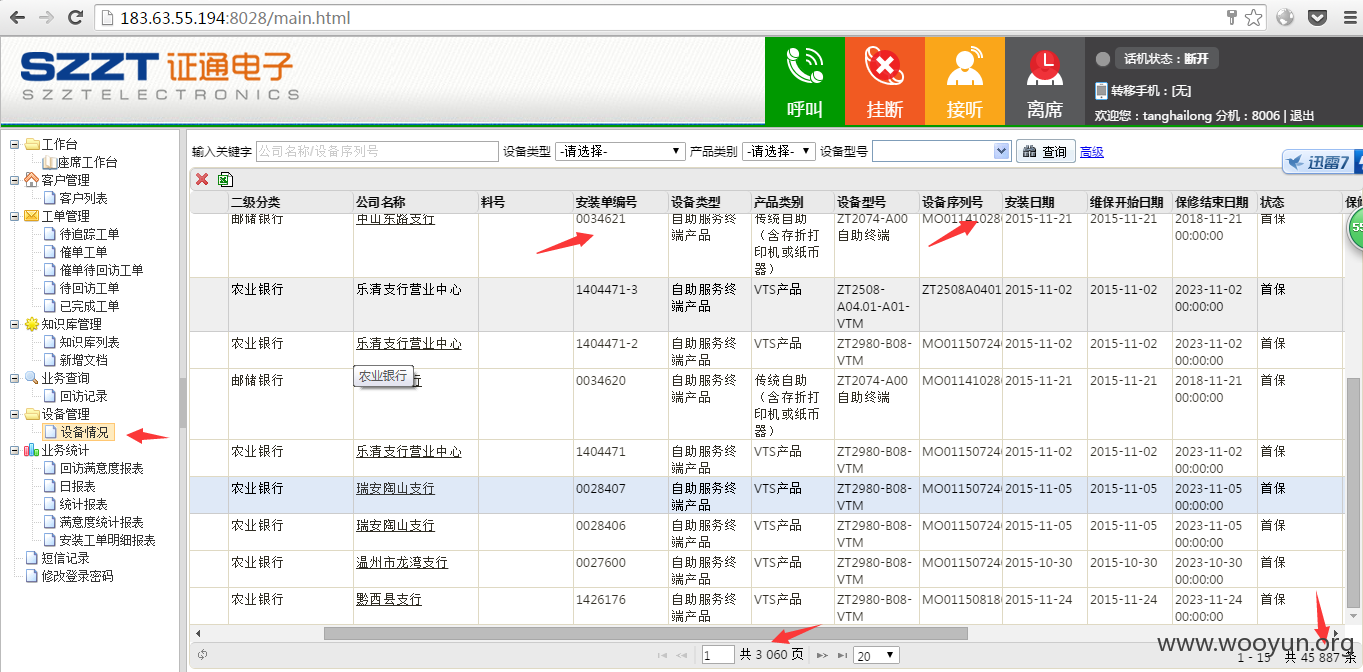 183.63.55.194:8028/main.html
SZZT 证通电子
SZZTELECTRONICS
呼叫
挂断
接听
离席
话机状态：断开
转移手机：[无]
欢迎您：tanghailong 分机：8006 | 退出
工作台
座席工作台
客户管理
客户列表
工单管理
待追踪工单
催单工单
催单待回访工单
待回访工单
已完成工单
知识库管理
知识库列表
新增文档
业务查询
回访记录
设备管理
设备情况
业务统计
回访满意度报表
日报表
统计报表
满意度统计报表
安装工单明细报表
短信记录
修改登录密码
输入关键字 公司名称/设备序列号 设备类型 -请选择- 产品类别 -请选择- 设备型号 查询 高级
迅雷7
二级分类 公司名称 料号 安装单编号 设备类型 产品类别 设备型号 设备序列号 安装日期 维保开始日期 保修结束日期 状态
邮储银行 中山东路支行 0034621 自助服务终 传统自助 ZT2074-A00 MO011410286 2015-11-21 2015-11-21 2018-11-21 首保
端产品 （含存折打 自助终端 00:00:00
印机或纸币
器）
55
农业银行 乐清支行营业中心 1404471-3 自助服务终 VTS产品 ZT2508- ZT2508A0401 2015-11-02 2015-11-02 2023-11-02 首保
端产品 A04.01-A01- 00:00:00
VTM
农业银行 乐清支行营业中心 1404471-2 自助服务终 VTS产品 ZT2980-B08- MO011507246 2015-11-02 2015-11-02 2023-11-02 首保
端产品 VTM 00:00:00
农业银行
邮储银行 行 0034620 自助服务终 传统自助 ZT2074-A00 MO011410286 2015-11-21 2015-11-21 2018-11-21 首保
端产品 （含存折打 自助终端 00:00:00
印机或纸币
器）
农业银行 乐清支行营业中心 1404471 自助服务终 VTS产品 ZT2980-B08- MO011507246 2015-11-02 2015-11-02 2023-11-02 首保
端产品 VTM 00:00:00
农业银行 瑞安陶山支行 0028407 自助服务终 VTS产品 ZT2980-B08- MO011507246 2015-11-05 2015-11-05 2023-11-05 首保
端产品 VTM 00:00:00
农业银行 瑞安陶山支行 0028406 自助服务终 VTS产品 ZT2980-B08- MO011507246 2015-11-05 2015-11-05 2023-11-05 首保
端产品 VTM 00:00:00
农业银行 温州市龙湾支行 0027600 自助服务终 VTS产品 ZT2980-B08- MO011507246 2015-10-30 2015-10-30 2023-10-30 首保
端产品 VTM 00:00:00
农业银行 黔西县支行 1426176 自助服务终 VTS产品 ZT2980-B08- MO011508186 2015-11-24 2015-11-24 2023-11-24 首保
端产品 VTM 00:00:00
www.wooyun.org
1 共 3 060 页 20 1 - 15 共 45 887 条